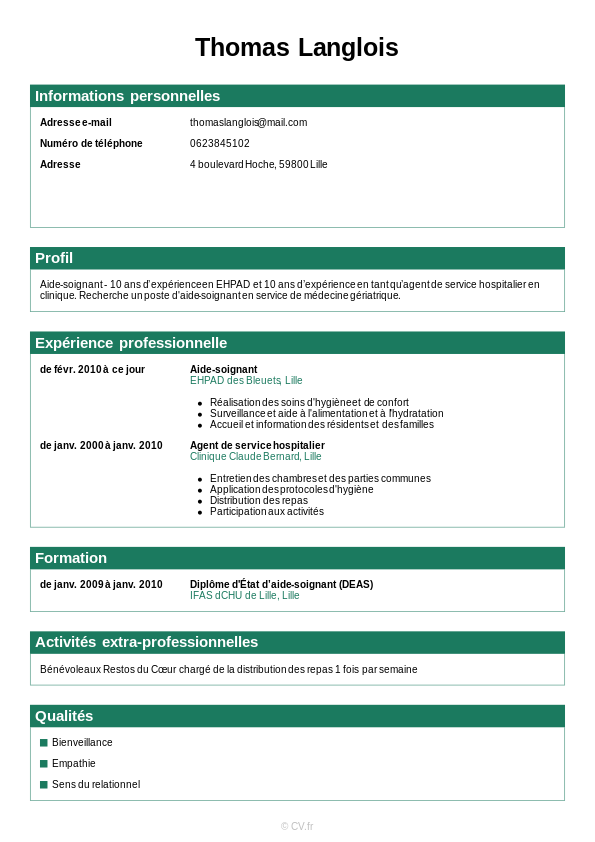 Thomas Langlois
Informations personnelles
Adresse e-mail thomaslanglois@mail.com
Numéro de téléphone 0623845102
Adresse 4 boulevard Hoche, 59800 Lille
Profil
Aide-soignant - 10 ans d'expérience en EHPAD et 10 ans d'expérience en tant qu'agent de service hospitalier en
clinique. Recherche un poste d'aide-soignant en service de médecine gériatrique.
Expérience professionnelle
de févr. 2010 à ce jour Aide-soignant
EHPAD des Bleuets, Lille
• Réalisation des soins d'hygiène et de confort
• Surveillance et aide à l'alimentation et à l'hydratation
• Accueil et information des résidents et des familles
de janv. 2000 à janv. 2010 Agent de service hospitalier
Clinique Claude Bernard, Lille
• Entretien des chambres et des parties communes
• Application des protocoles d'hygiène
• Distribution des repas
• Participation aux activités
Formation
de janv. 2009 à janv. 2010 Diplôme d'État d'aide-soignant (DEAS)
IFAS dCHU de Lille, Lille
Activités extra-professionnelles
Bénévole aux Restos du Cœur chargé de la distribution des repas 1 fois par semaine
Qualités
Bienveillance
Empathie
Sens du relationnel
© CV.fr